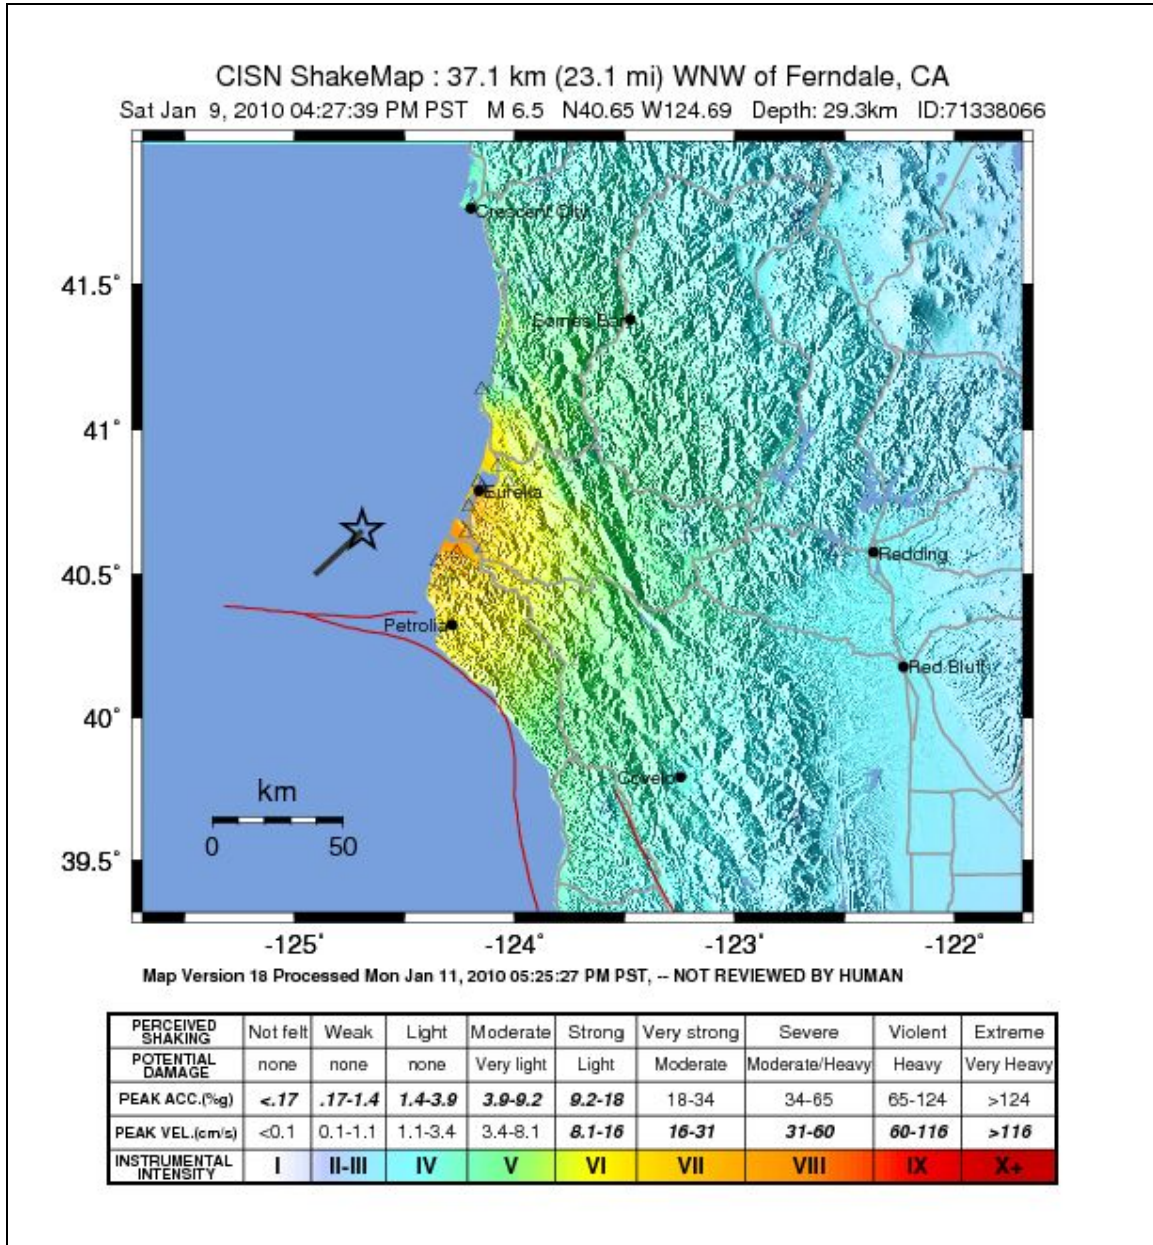 CISN ShakeMap : 37.1 km (23.1 mi) WNW of Ferndale, CA
Sat Jan 9, 2010 04:27:39 PM PST M 6.5 N40.65 W124.69 Depth: 29.3km ID:71338066
Crescent City
41.5˚
Somes Bar
41˚
Eureka
Redding
40.5˚
Petrolia
Red Bluff
40˚
Covelo
km
0 50
39.5˚
-125˚ -124˚ -123˚ -122˚
Map Version 18 Processed Mon Jan 11, 2010 05:25:27 PM PST, -- NOT REVIEWED BY HUMAN
PERCEIVED SHAKING Not felt Weak Light Moderate Strong Very strong Severe Violent Extreme
POTENTIAL DAMAGE none none none Very light Light Moderate Moderate/Heavy Heavy Very Heavy
PEAK ACC.(%g) <.17 .17-1.4 1.4-3.9 3.9-9.2 9.2-18 18-34 34-65 65-124 >124
PEAK VEL.(cm/s) <0.1 0.1-1.1 1.1-3.4 3.4-8.1 8.1-16 16-31 31-60 60-116 >116
INSTRUMENTAL INTENSITY I II-III IV V VI VII VIII IX X+